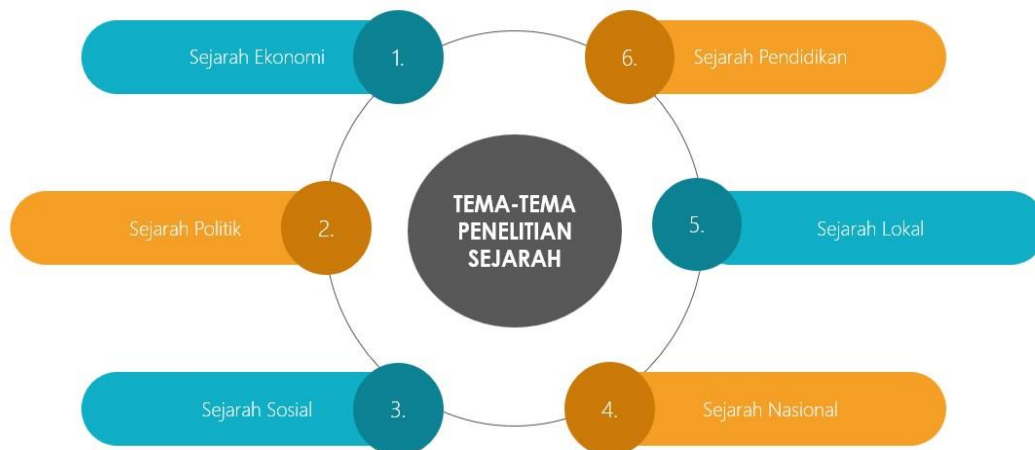 TEMA-TEMA
PENELITIAN
SEJARAH
1.
Sejarah Ekonomi
2.
Sejarah Politik
3.
Sejarah Sosial
4.
Sejarah Nasional
5.
Sejarah Lokal
6.
Sejarah Pendidikan